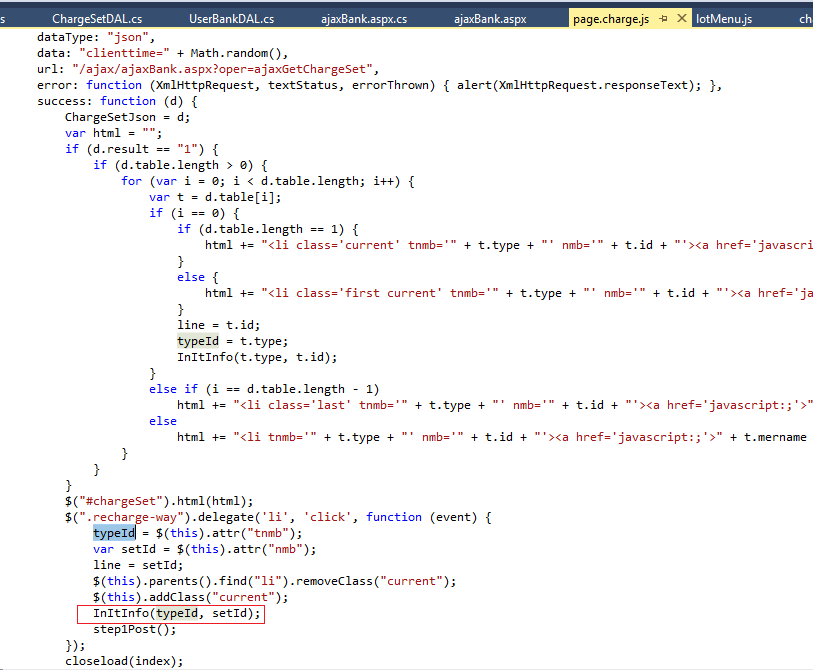 s ChargeSetDAL.cs UserBankDAL.cs ajaxBank.aspx.cs ajaxBank.aspx page.charge.js lotMenu.js ch
dataType: "json",
data: "clienttime=" + Math.random(),
url: "/ajax/ajaxBank.aspx?oper=ajaxGetChargeSet",
error: function (XmlHttpRequest, textStatus, errorThrown) { alert(XmlHttpRequest.responseText); },
success: function (d) {
ChargeSetJson = d;
var html = "";
if (d.result == "1") {
if (d.table.length > 0) {
for (var i = 0; i < d.table.length; i++) {
var t = d.table[i];
if (i == 0) {
if (d.table.length == 1) {
html += "<li class='current' tnmb='" + t.type + "' nmb='" + t.id + "'><a href='javascri
}
else {
html += "<li class='first current' tnmb='" + t.type + "' nmb='" + t.id + "'><a href='ja
}
line = t.id;
typeId = t.type;
InItInfo(t.type, t.id);
}
else if (i == d.table.length - 1)
html += "<li class='last' tnmb='" + t.type + "' nmb='" + t.id + "'><a href='javascript:;'>"
else
html += "<li tnmb='" + t.type + "' nmb='" + t.id + "'><a href='javascript:;'>" + t.mername
}
}
}
$("#chargeSet").html(html);
$(".recharge-way").delegate('li', 'click', function (event) {
typeId = $(this).attr("tnmb");
var setId = $(this).attr("nmb");
line = setId;
$(this).parents().find("li").removeClass("current");
$(this).addClass("current");
InItInfo(typeId, setId);
step1Post();
});
closeload(index);